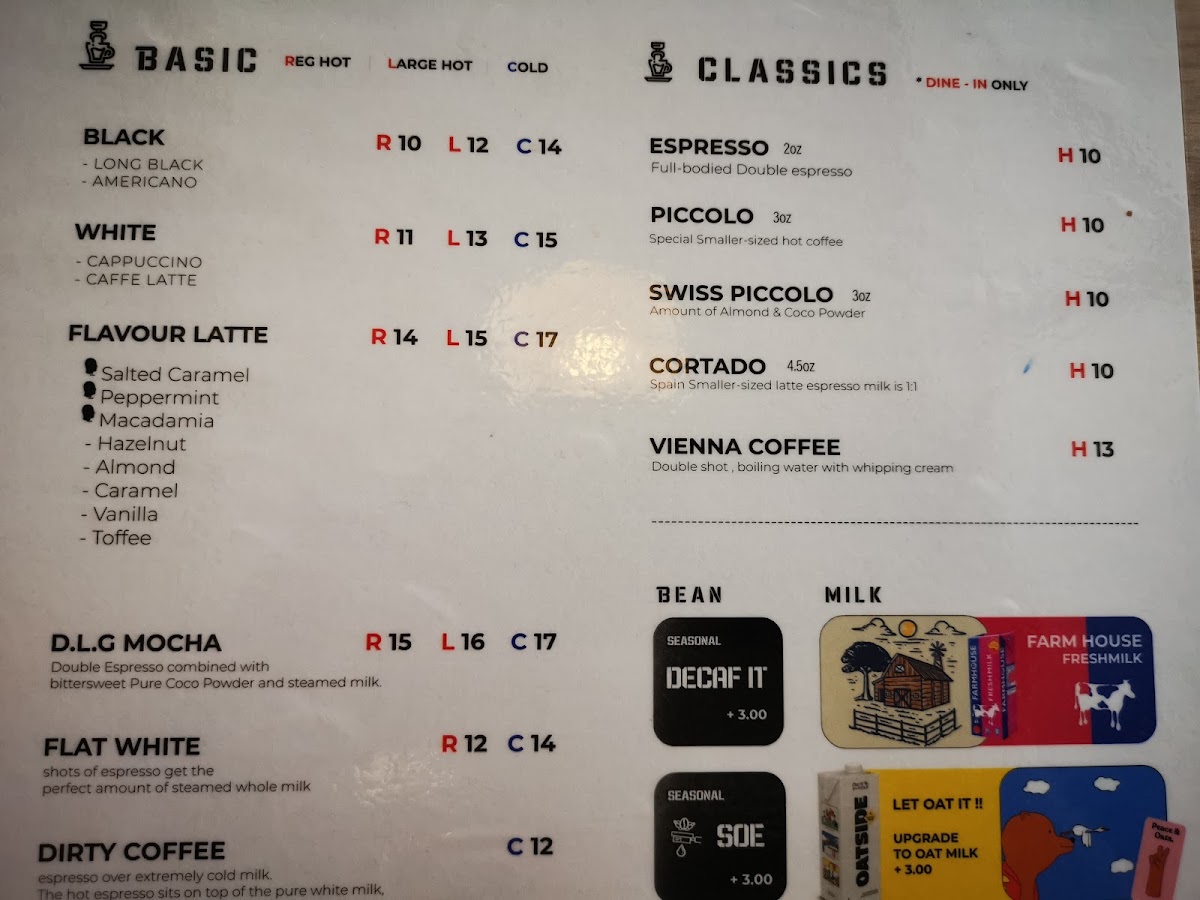 BASIC REG HOT LARGE HOT COLD
BLACK R 10 L 12 C 14
- LONG BLACK
- AMERICANO
WHITE R 11 L 13 C 15
- CAPPUCCINO
- CAFFE LATTE
FLAVOUR LATTE R 14 L 15 C 17
Salted Caramel
Peppermint
Macadamia
- Hazelnut
- Almond
- Caramel
- Vanilla
- Toffee
D.L.G MOCHA R 15 L 16 C 17
Double Espresso combined with
bittersweet Pure Coco Powder and steamed milk.
FLAT WHITE R 12 C 14
shots of espresso get the
perfect amount of steamed whole milk
DIRTY COFFEE C 12
espresso over extremely cold milk.
The hot espresso sits on top of the pure white milk,
CLASSICS * DINE - IN ONLY
ESPRESSO 2oz H 10
Full-bodied Double espresso
PICCOLO 3oz H 10
Special Smaller-sized hot coffee
SWISS PICCOLO 3oz H 10
Amount of Almond & Coco Powder
CORTADO 4.5oz H 10
Spain Smaller-sized latte espresso milk is 1:1
VIENNA COFFEE H 13
Double shot , boiling water with whipping cream
BEAN
SEASONAL
DECAF IT
+ 3.00
SEASONAL
SOE
+ 3.00
MILK
FARMHOUSE
FRESHMILK
FARM HOUSE
FRESHMILK
OATSIDE
LET OAT IT !!
UPGRADE
TO OAT MILK
+ 3.00
Peace &
Oats.